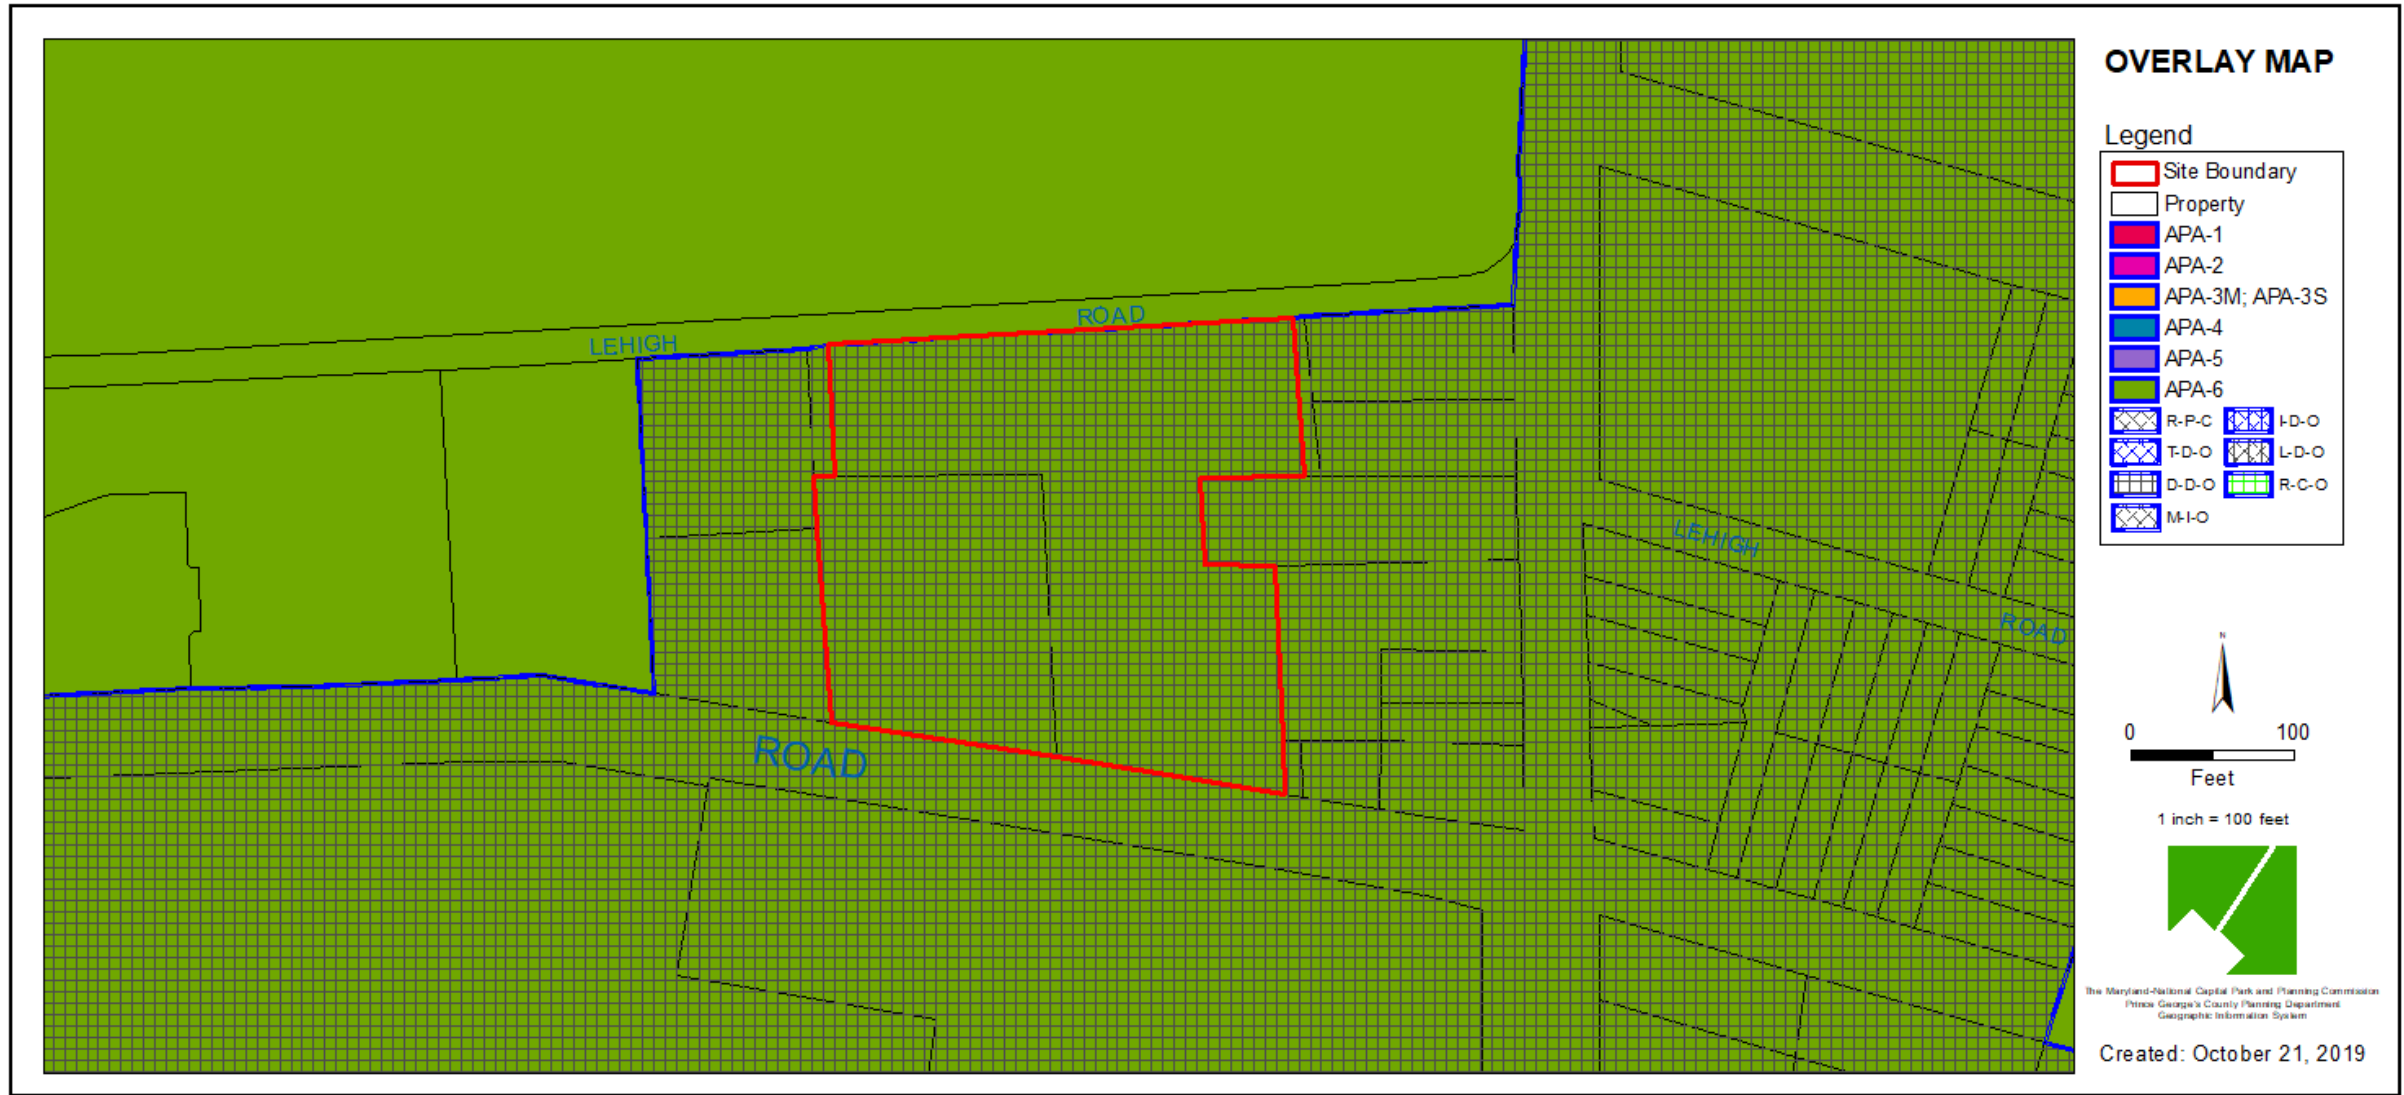 OVERLAY MAP
Legend
Site Boundary
Property
APA-1
APA-2
APA-3M; APA-3S
APA-4
APA-5
APA-6
R-P-C I-D-O
T-D-O L-D-O
D-D-O R-C-O
M-I-O
LEHIGH ROAD
ROAD
LEHIGH ROAD
N
0 100
Feet
1 inch = 100 feet
The Maryland-National Capital Park and Planning Commission
Prince George's County Planning Department
Geographic Information System
Created: October 21, 2019